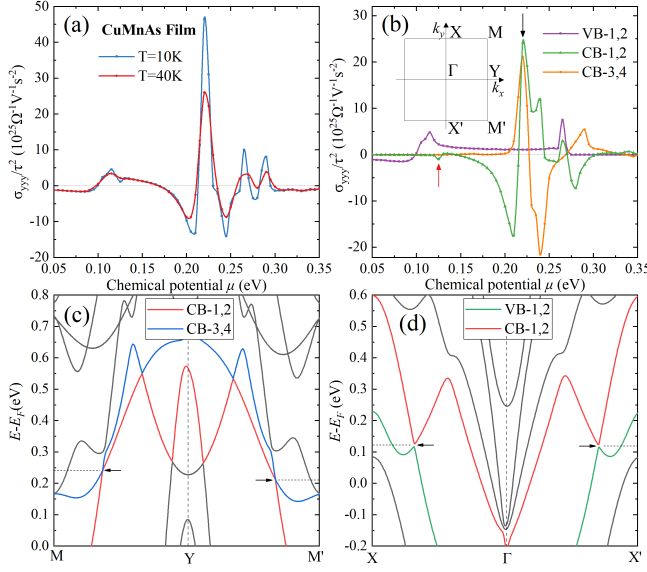 (a)
CuMnAs Film
T=10K
T=40K
50
40
30
20
10
0
-10
-20
σyyy/τ² (10²⁵Ω⁻¹V⁻¹s⁻²)
0.05 0.10 0.15 0.20 0.25 0.30 0.35
Chemical potential μ (eV)
(b)
VB-1,2
CB-1,2
CB-3,4
ky
X
M
Γ
Y
kx
X'
M'
30
20
10
0
-10
20
σyyy/τ² (10²⁵Ω⁻¹V⁻¹s⁻²)
0.05 0.10 0.15 0.20 0.25 0.30 0.35
Chemical potential μ (eV)
(c)
CB-1,2
CB-3,4
0.8
0.7
0.6
0.5
0.4
0.3
0.2
0.1
0.0
E-EF(eV)
M Y M'
(d)
VB-1,2
CB-1,2
0.6
0.5
0.4
0.3
0.2
0.1
0.0
-0.1
-0.2
E-EF (eV)
X Γ X'